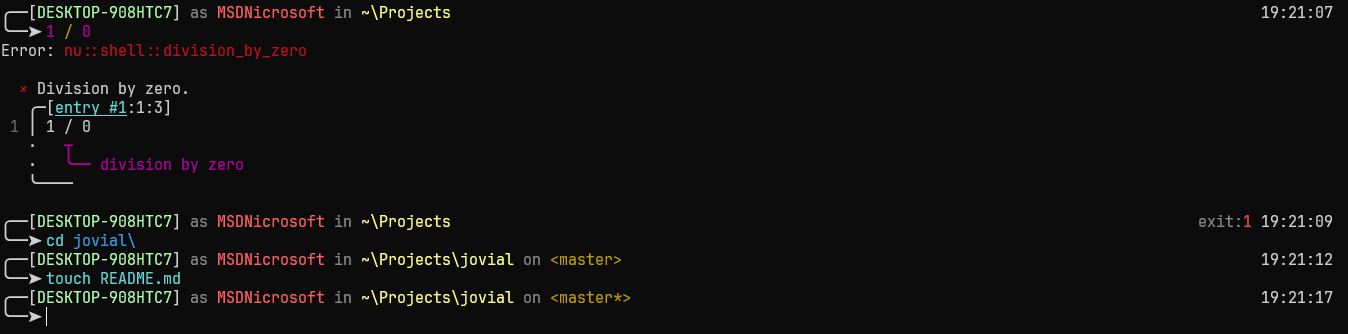 ╭─[DESKTOP-908HTC7] as MSDNicrosoft in ~\Projects 19:21:07
╰─➤ 1 / 0
Error: nu::shell::division_by_zero
× Division by zero.
╭─[entry #1:1:3]
1 │ 1 / 0
· ┬
· ╰── division by zero
╰────
╭─[DESKTOP-908HTC7] as MSDNicrosoft in ~\Projects exit:1 19:21:09
╰─➤ cd jovial\
╭─[DESKTOP-908HTC7] as MSDNicrosoft in ~\Projects\jovial on <master> 19:21:12
╰─➤ touch README.md
╭─[DESKTOP-908HTC7] as MSDNicrosoft in ~\Projects\jovial on <master*> 19:21:17
╰─➤